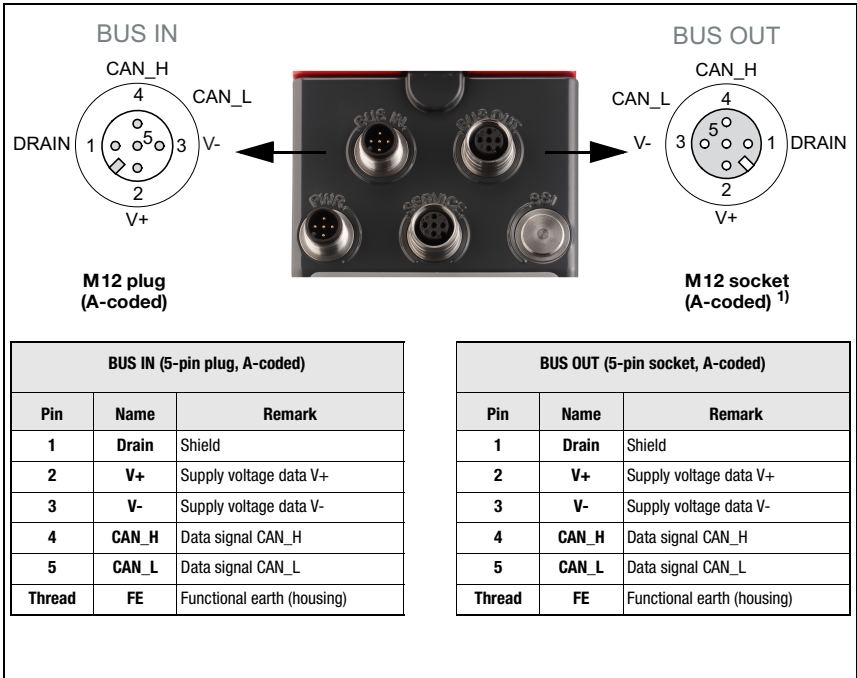 BUS IN
BUS OUT
CAN_H
CAN_L
DRAIN
4
1
5
3
2
V-
V+
BUS IN
BUS OUT
PWR
SERVICE
SSI
CAN_H
CAN_L
V-
4
3
5
1
2
DRAIN
V+
M12 plug
(A-coded)
M12 socket
(A-coded) 1)
BUS IN (5-pin plug, A-coded)
Pin Name Remark
1 Drain Shield
2 V+ Supply voltage data V+
3 V- Supply voltage data V-
4 CAN_H Data signal CAN_H
5 CAN_L Data signal CAN_L
Thread FE Functional earth (housing)
BUS OUT (5-pin socket, A-coded)
Pin Name Remark
1 Drain Shield
2 V+ Supply voltage data V+
3 V- Supply voltage data V-
4 CAN_H Data signal CAN_H
5 CAN_L Data signal CAN_L
Thread FE Functional earth (housing)